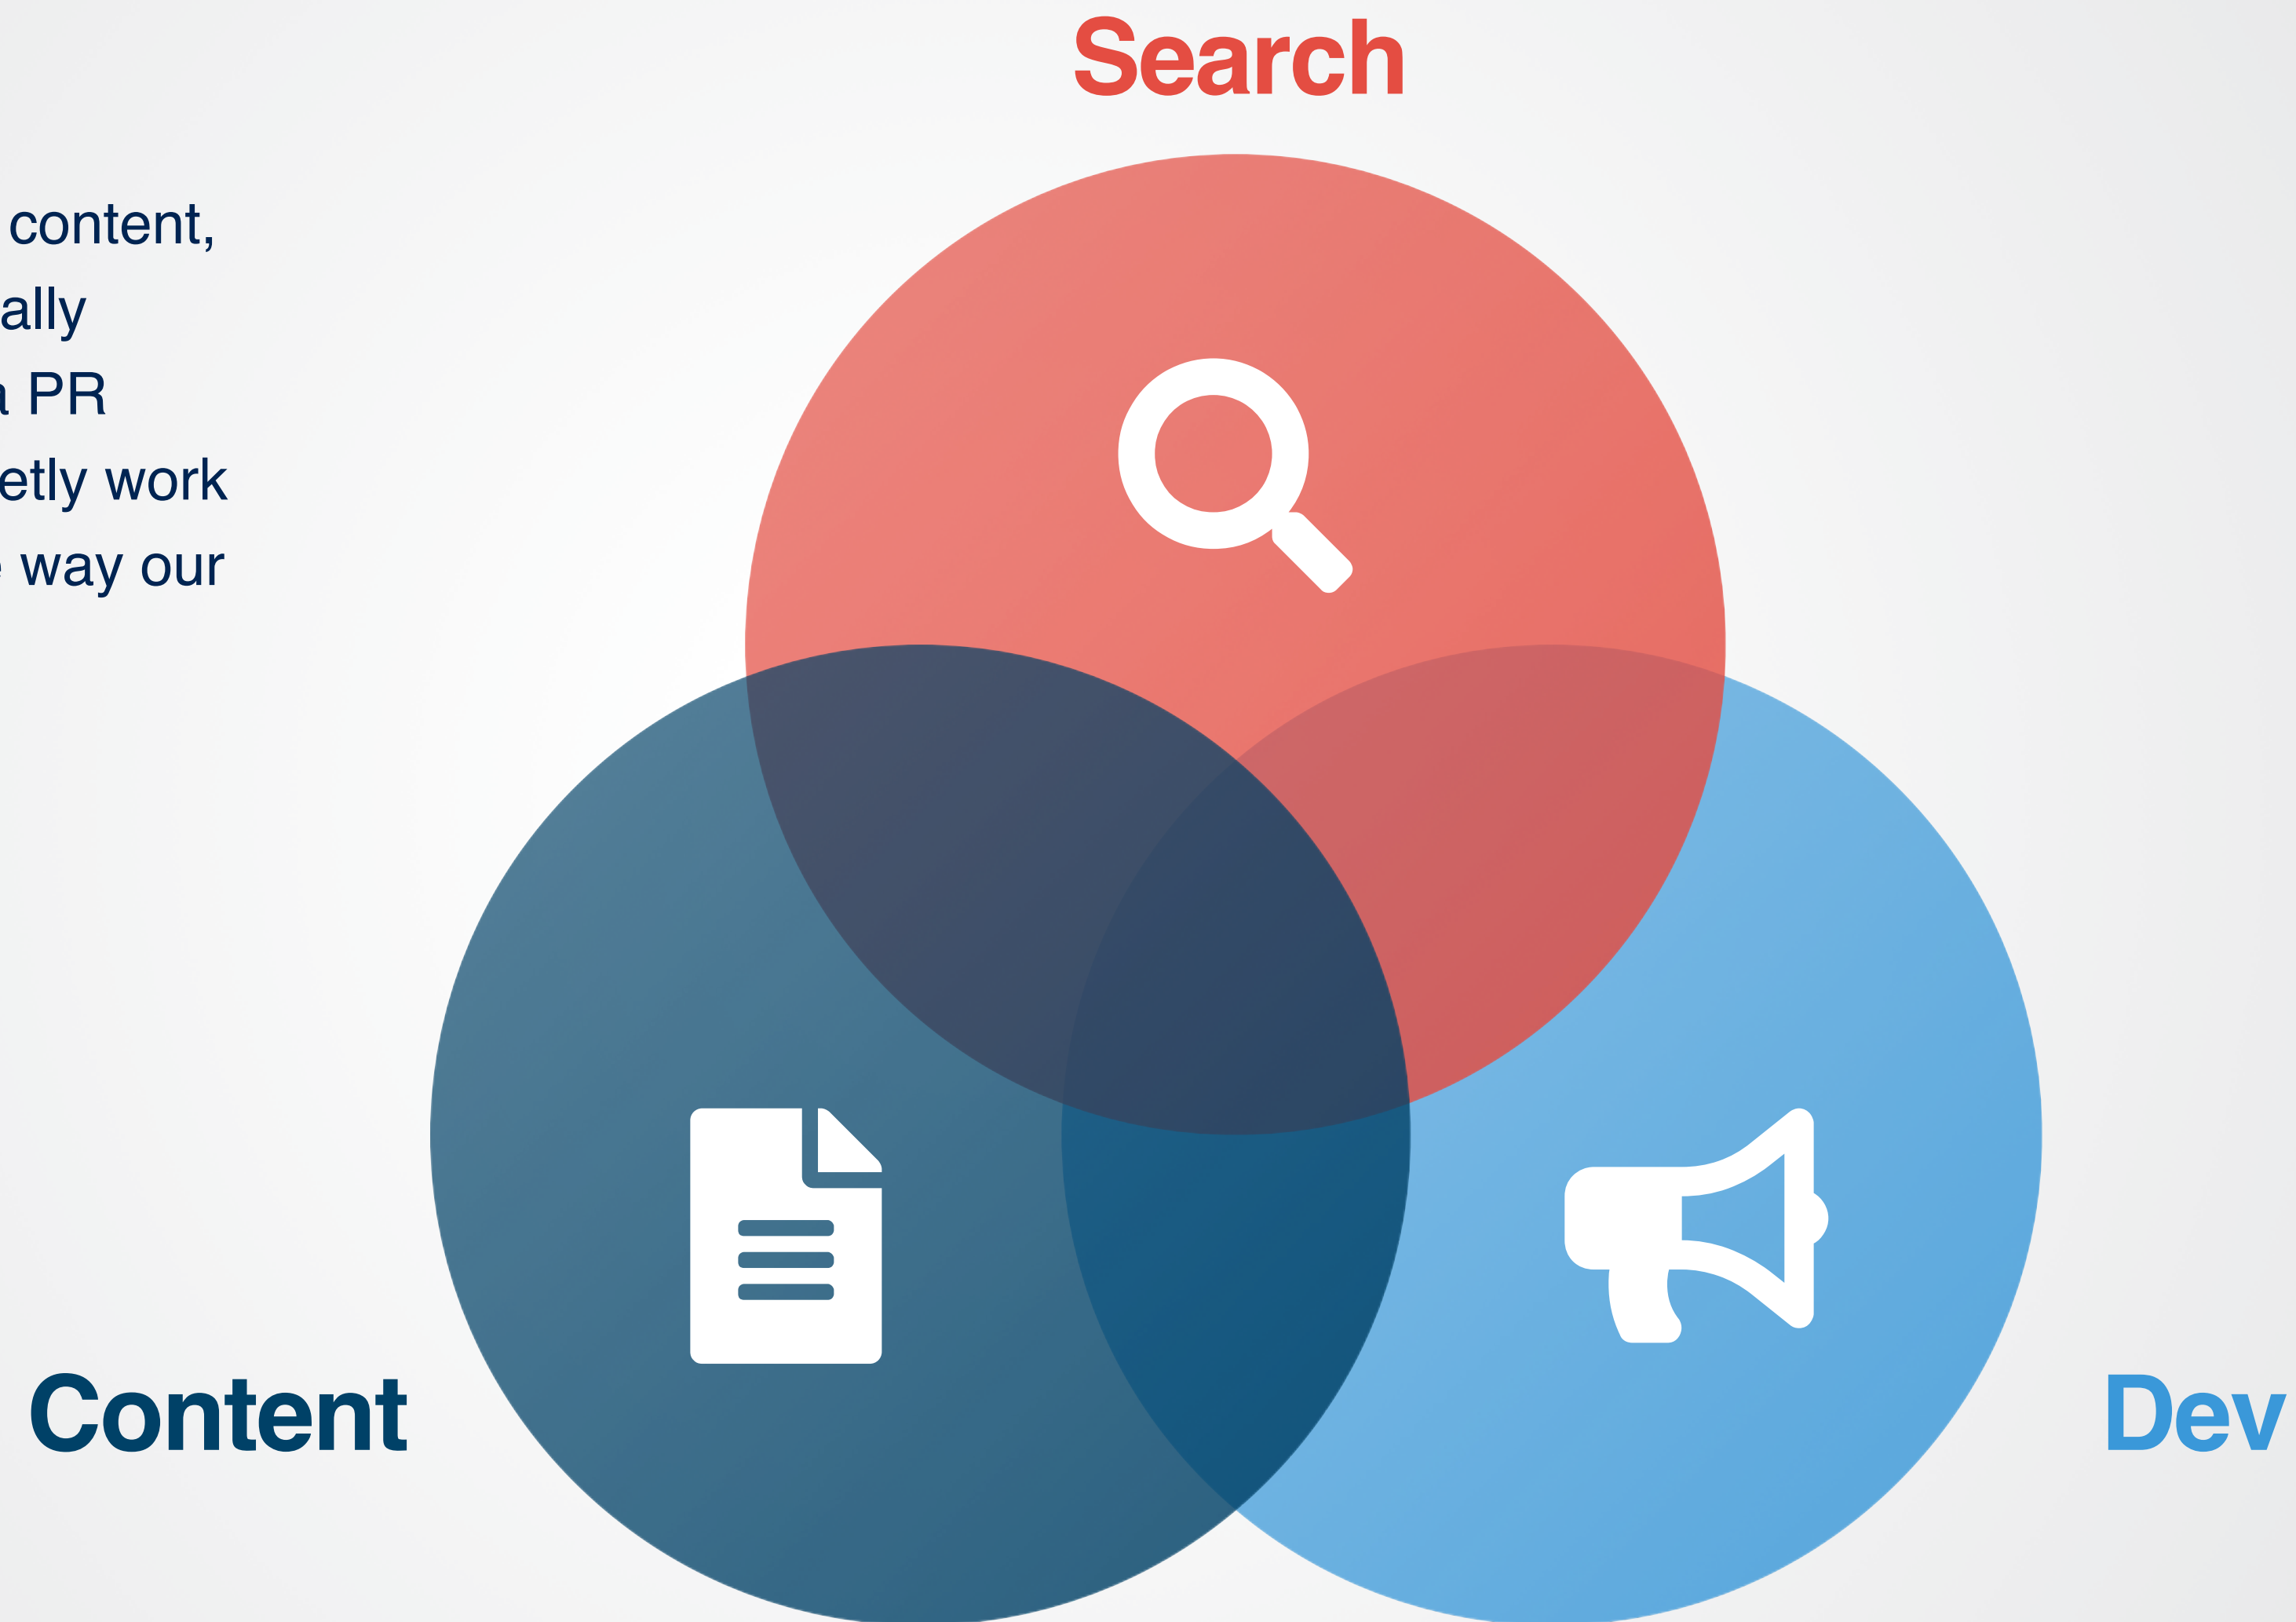 Search
content,
ally
a PR
etly work
way our
Content
Dev